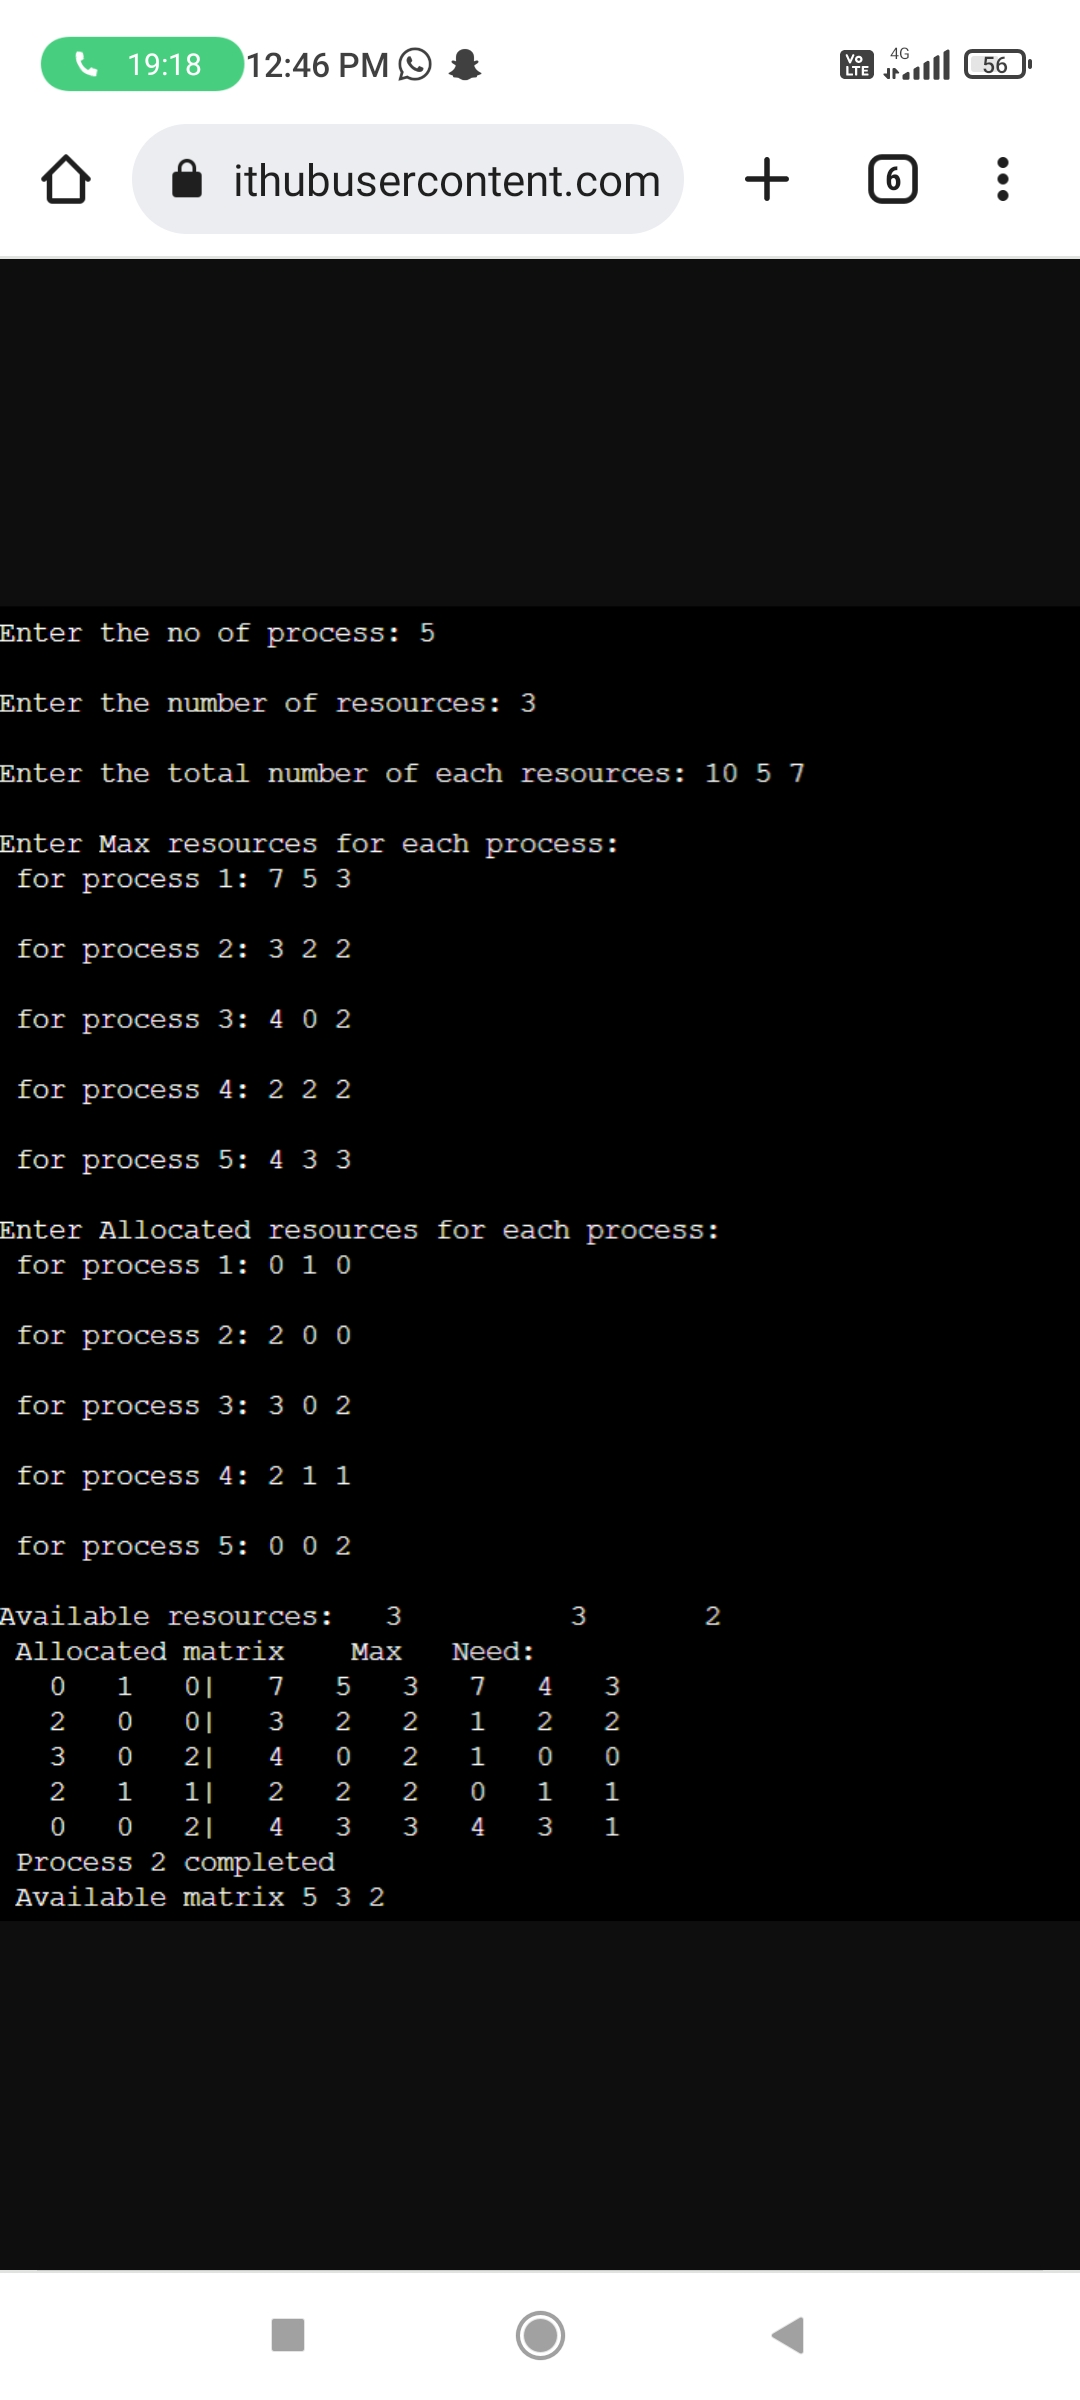 19:18 12:46 PM Vo LTE 4G 56
ithubusercontent.com 6
Enter the no of process: 5
Enter the number of resources: 3
Enter the total number of each resources: 10 5 7
Enter Max resources for each process:
for process 1: 7 5 3
for process 2: 3 2 2
for process 3: 4 0 2
for process 4: 2 2 2
for process 5: 4 3 3
Enter Allocated resources for each process:
for process 1: 0 1 0
for process 2: 2 0 0
for process 3: 3 0 2
for process 4: 2 1 1
for process 5: 0 0 2
Available resources: 3 3 2
Allocated matrix Max Need:
0 1 0| 7 5 3 7 4 3
2 0 0| 3 2 2 1 2 2
3 0 2| 4 0 2 1 0 0
2 1 1| 2 2 2 0 1 1
0 0 2| 4 3 3 4 3 1
Process 2 completed
Available matrix 5 3 2